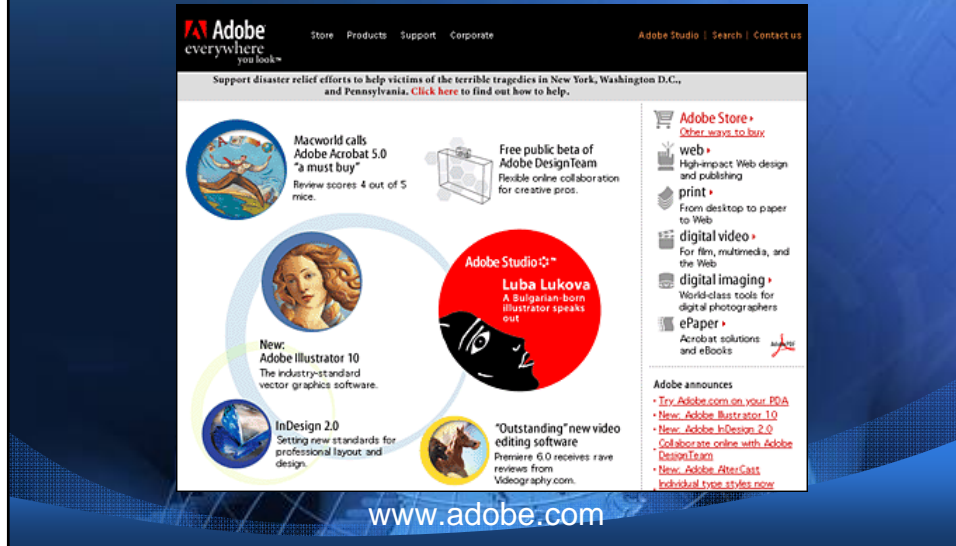 Adobe
everywhere
you look™
Store Products Support Corporate
Adobe Studio | Search | Contact us
Support disaster relief efforts to help victims of the terrible tragedies in New York, Washington D.C.,
and Pennsylvania. Click here to find out how to help.
Macworld calls
Adobe Acrobat 5.0
"a must buy"
Review scores 4 out of 5
mice.
Free public beta of
Adobe DesignTeam
Flexible online collaboration
for creative pros.
Adobe Studio™
Luba Lukova
A Bulgarian-born
illustrator speaks
out
New:
Adobe Illustrator 10
The industry-standard
vector graphics software.
InDesign 2.0
Setting new standards for
professional layout and
design.
"Outstanding" new video
editing software
Premiere 6.0 receives rave
reviews from
Videography.com.
Adobe Store
Other ways to buy
web
High-impact Web design
and publishing
print
From desktop to paper
to Web
digital video
For film, multimedia, and
the Web
digital imaging
World-class tools for
digital photographers
ePaper
Acrobat solutions
and eBooks
Adobe PDF
Adobe announces
Try Adobe.com on your PDA
New: Adobe Illustrator 10
New: Adobe InDesign 2.0
Collaborate online with Adobe
DesignTeam
New: Adobe AlterCast
Individual type styles now
www.adobe.com